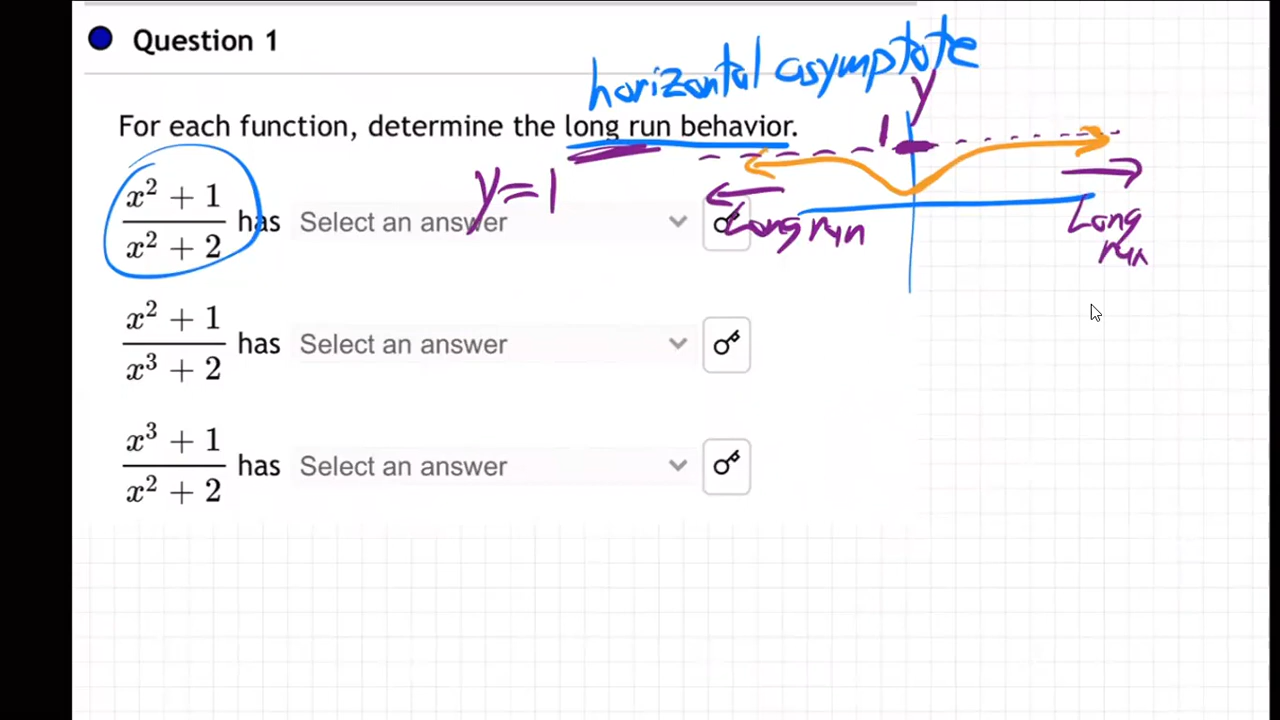 Question 1
horizontal asymptote
y
For each function, determine the long run behavior.
1
y=1
x² + 1
x² + 2
has Select an answer
Long run
Long run
x² + 1
x³ + 2
has Select an answer
x³ + 1
x² + 2
has Select an answer